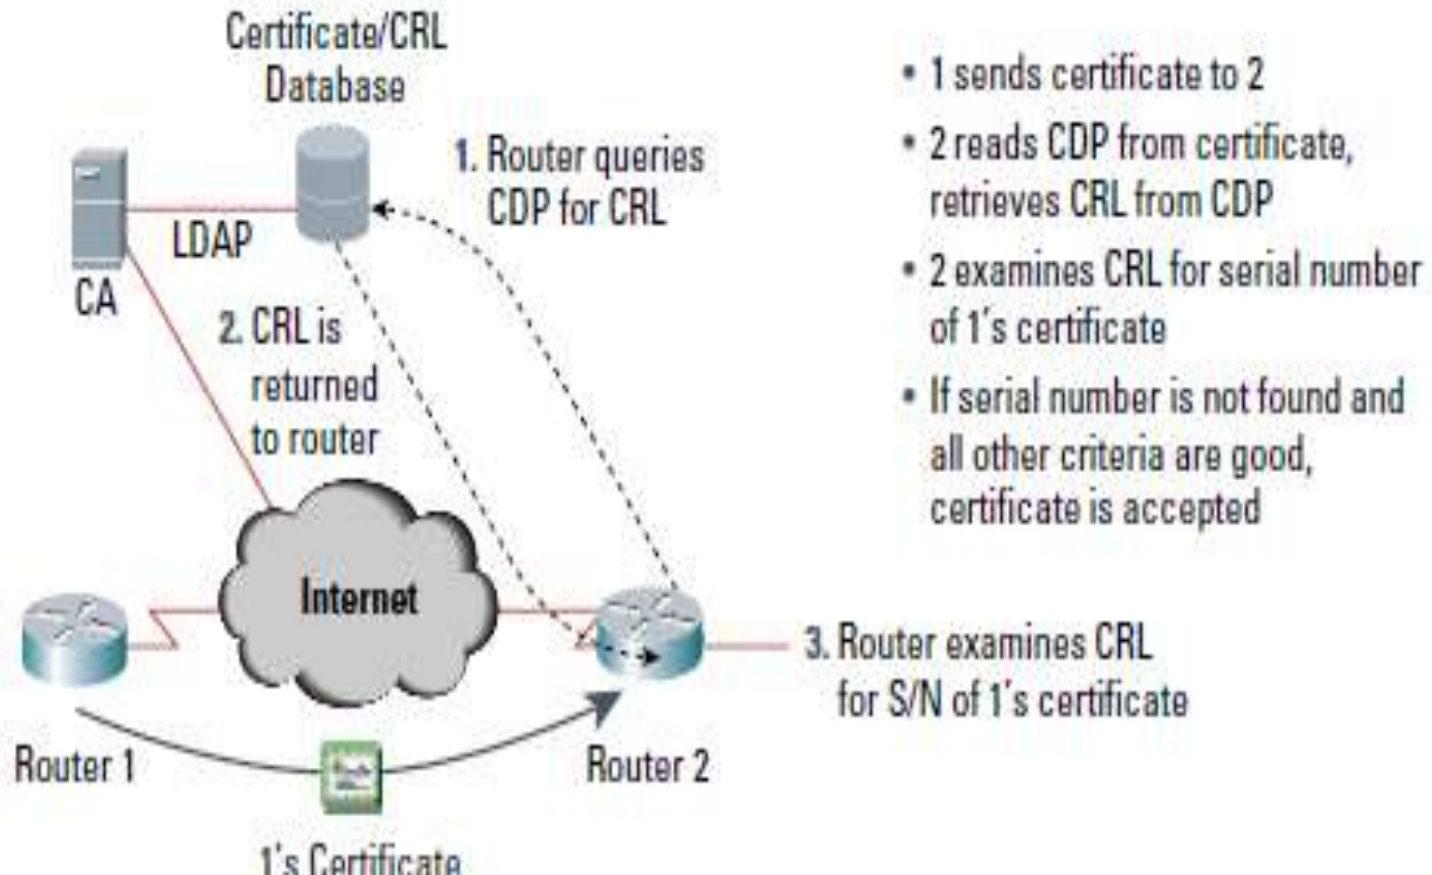 Certificate/CRL
Database
1. Router queries
CDP for CRL
LDAP
CA
2. CRL is
returned
to router
Internet
Router 1
Router 2
1's Certificate
• 1 sends certificate to 2
• 2 reads CDP from certificate,
retrieves CRL from CDP
• 2 examines CRL for serial number
of 1's certificate
• If serial number is not found and
all other criteria are good,
certificate is accepted
3. Router examines CRL
for S/N of 1's certificate